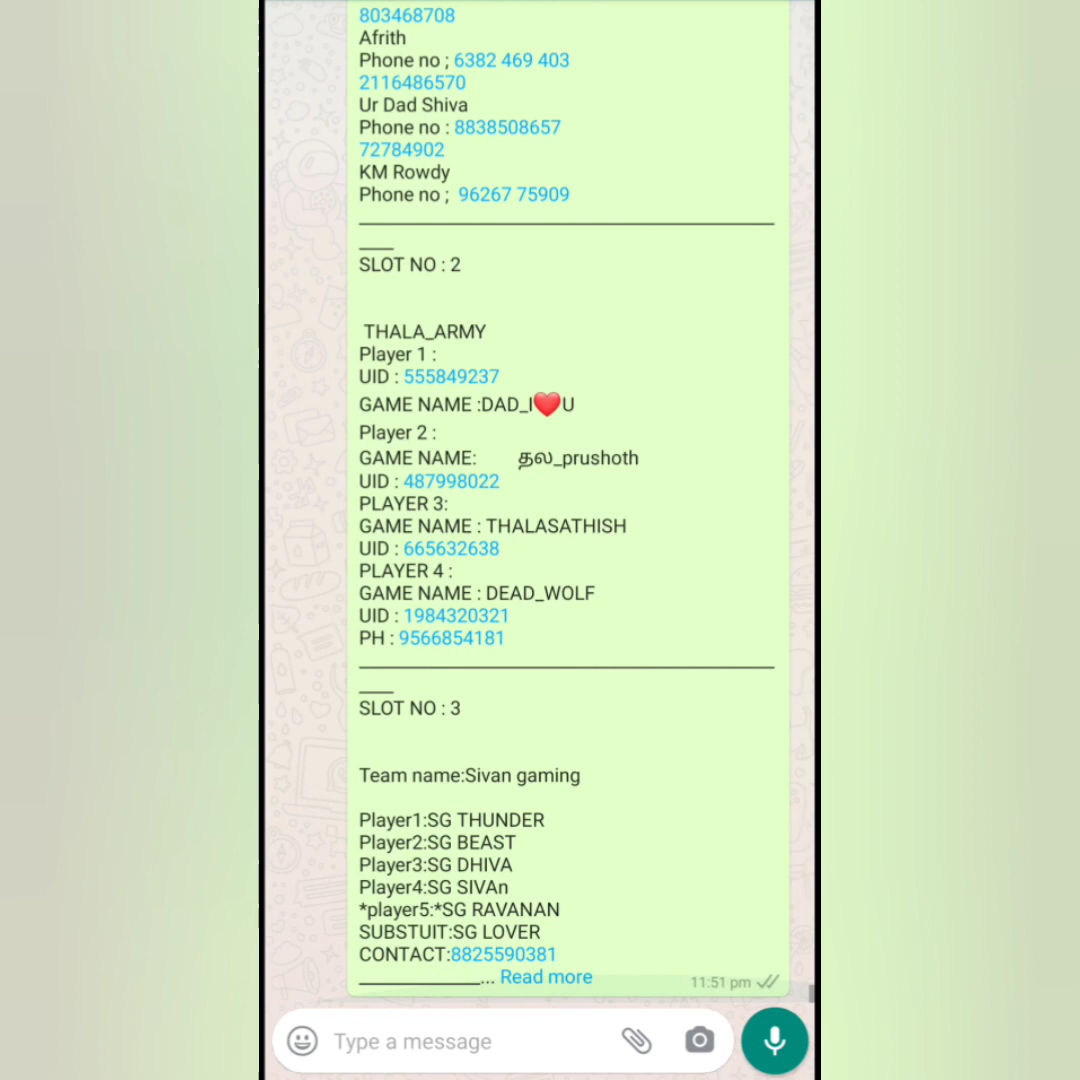 803468708
Afrith
Phone no ; 6382 469 403
2116486570
Ur Dad Shiva
Phone no : 8838508657
72784902
KM Rowdy
Phone no ;  96267 75909
SLOT NO : 2
THALA_ARMY
Player 1 :
UID : 555849237
GAME NAME :DAD_I❤️U
Player 2 :
GAME NAME:      தல_prushoth
UID : 487998022
PLAYER 3:
GAME NAME : THALASATHISH
UID : 665632638
PLAYER 4 :
GAME NAME : DEAD_WOLF
UID : 1984320321
PH : 9566854181
SLOT NO : 3
Team name:Sivan gaming
Player1:SG THUNDER
Player2:SG BEAST
Player3:SG DHIVA
Player4:SG SIVAn
*player5:*SG RAVANAN
SUBSTUIT:SG LOVER
CONTACT:8825590381
____________... Read more
11:51 pm
Type a message